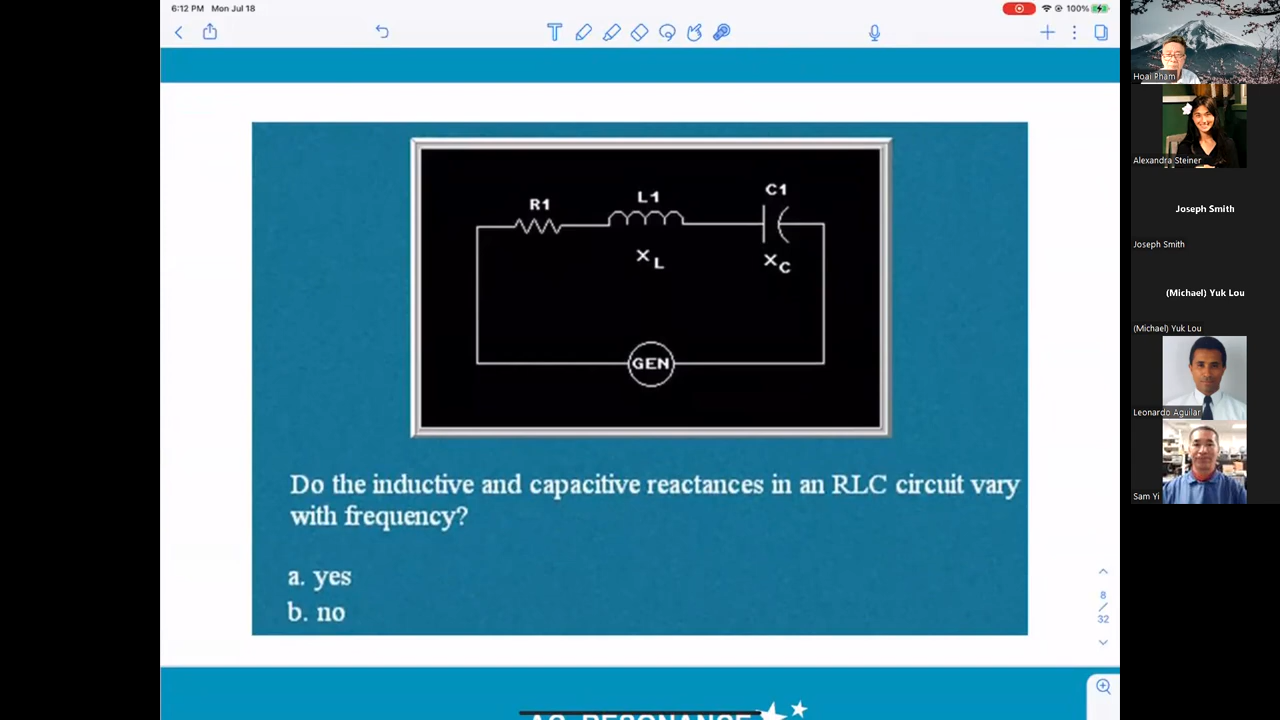 6:12 PM Mon Jul 18
100%
T
R1
L1
C1
X L
X C
GEN
Do the inductive and capacitive reactances in an RLC circuit vary
with frequency?
a. yes
b. no
8
/
32
AC RESONANCE
Hoai Pham
Alexandra Steiner
Joseph Smith
Joseph Smith
(Michael) Yuk Lou
(Michael) Yuk Lou
Leonardo Aguilar
Sam Yi